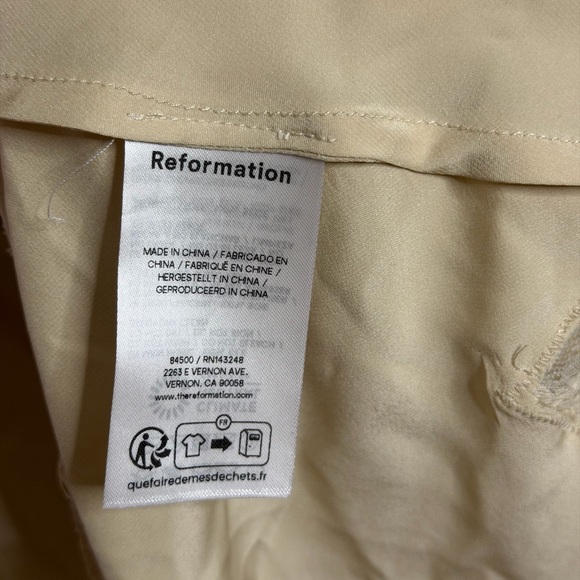 Reformation
MADE IN CHINA / FABRICADO EN
CHINA / FABRIQUÉ EN CHINE /
HERGESTELLT IN CHINA /
GEPRODUCEERD IN CHINA
84500 / RN143248
2263 E VERNON AVE.
VERNON, CA 90058
www.thereformation.com
CLIMATE
FR
quefairedemesdechets.fr